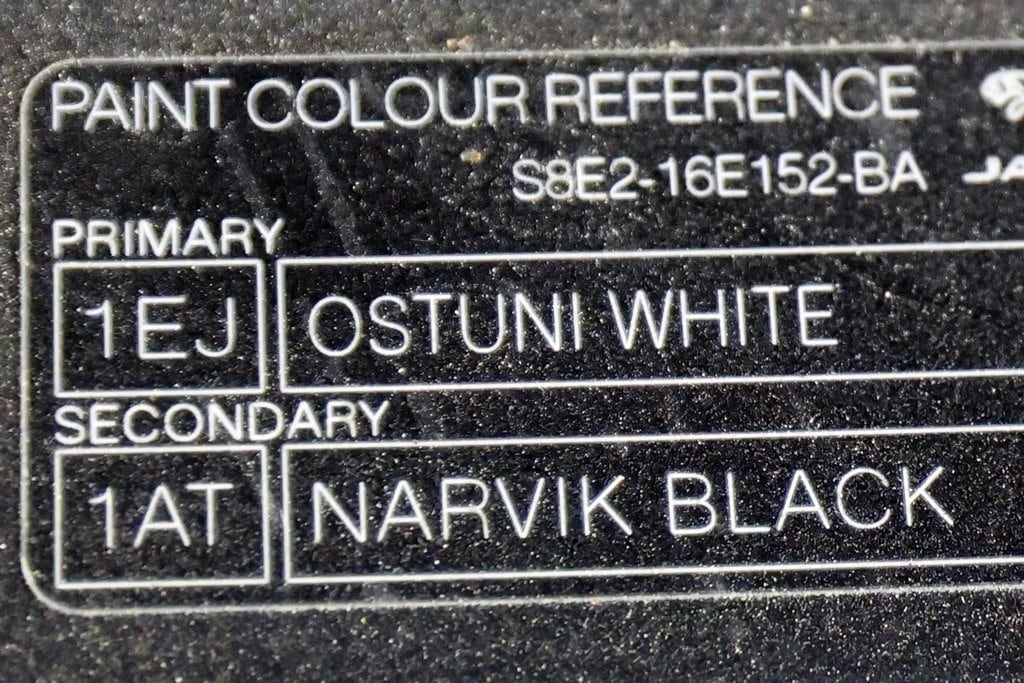 PAINT COLOUR REFERENCE
S8E2-16E152-BA
PRIMARY
1EJ OSTUNI WHITE
SECONDARY
1AT NARVIK BLACK